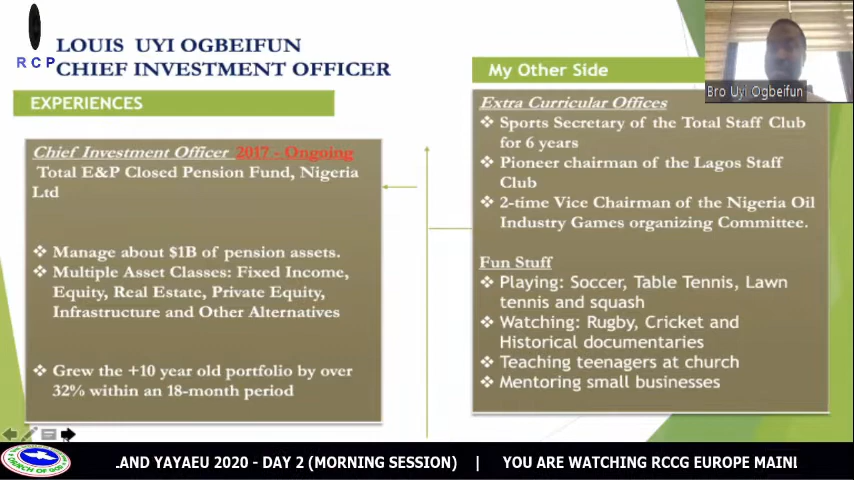 LOUIS UYI OGBEIFUN
RCP
CHIEF INVESTMENT OFFICER
EXPERIENCES
Chief Investment Officer 2017 - Ongoing
Total E&P Closed Pension Fund, Nigeria
Ltd
❖ Manage about $1B of pension assets.
❖ Multiple Asset Classes: Fixed Income,
Equity, Real Estate, Private Equity,
Infrastructure and Other Alternatives
❖ Grew the +10 year old portfolio by over
32% within an 18-month period
My Other Side
Bro Uyi Ogbeifun
Extra Curricular Offices
❖ Sports Secretary of the Total Staff Club
for 6 years
❖ Pioneer chairman of the Lagos Staff
Club
❖ 2-time Vice Chairman of the Nigeria Oil
Industry Games organizing Committee.
Fun Stuff
❖ Playing: Soccer, Table Tennis, Lawn
tennis and squash
❖ Watching: Rugby, Cricket and
Historical documentaries
❖ Teaching teenagers at church
❖ Mentoring small businesses
.AND YAYAEU 2020 - DAY 2 (MORNING SESSION) | YOU ARE WATCHING RCCG EUROPE MAINL